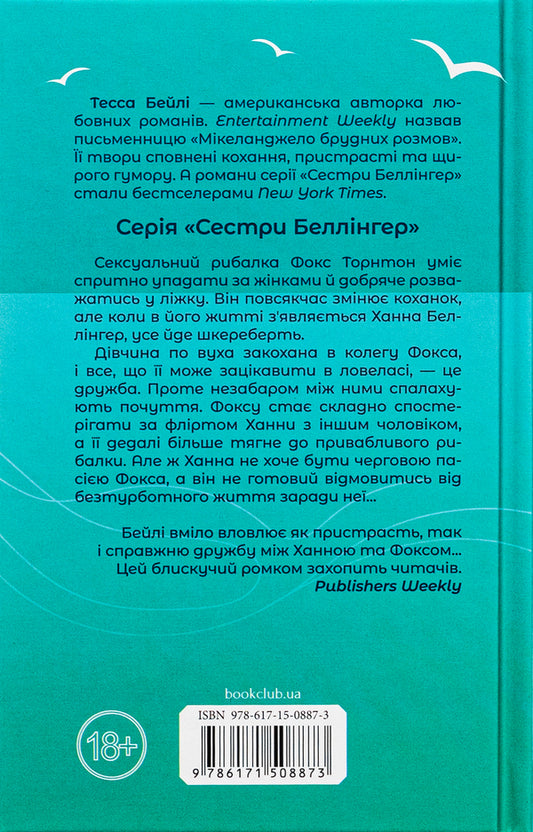 Тесса Бейлі — американська авторка лю-
бовних романів. Entertainment Weekly назвав
письменницю «Мікеланджело брудних розмов».
Її твори сповнені кохання, пристрасті та щи-
рого гумору. А романи серії «Сестри Беллінгер»
стали бестселерами New York Times.
Серія «Сестри Беллінгер»
Сексуальний рибалка Фокс Торнтон уміє
спритно упадати за жінками й добряче розва-
жатись у ліжку. Він повсякчас змінює коханок,
але коли в його житті з'являється Ханна Бел-
лінгер, усе йде шкереберть.
Дівчина по вуха закохана в колегу Фокса,
і все, що її може зацікавити в ловеласі, — це
дружба. Проте незабаром між ними спалаху-
ють почуття. Фоксу стає складно спосте-
рігати за фліртом Ханни з іншим чоловіком,
а її дедалі більше тягне до привабливого ри-
балки. Але ж Ханна не хоче бути черговою па-
сією Фокса, а він не готовий відмовитись від
безтурботного життя заради неї...
Бейлі вміло вловлює як пристрасть, так
і справжню дружбу між Ханною та Фоксом...
Цей блискучий ромком захопить читачів.
Publishers Weekly
bookclub.ua
ISBN 978-617-15-0887-3
18+
9 786171 508873